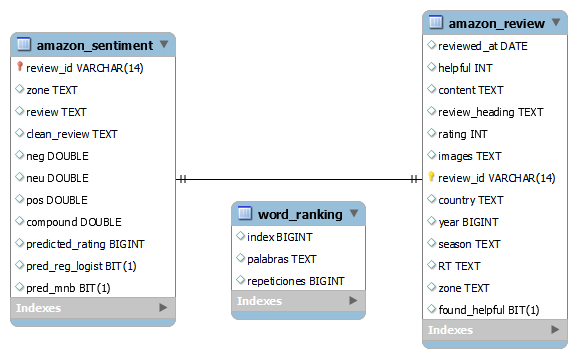 amazon_sentiment
review_id VARCHAR(14)
zone TEXT
review TEXT
clean_review TEXT
neg DOUBLE
neu DOUBLE
pos DOUBLE
compound DOUBLE
predicted_rating BIGINT
pred_reg_logist BIT(1)
pred_mnb BIT(1)
Indexes
word_ranking
index BIGINT
palabras TEXT
repeticiones BIGINT
Indexes
amazon_review
reviewed_at DATE
helpful INT
content TEXT
review_heading TEXT
rating INT
images TEXT
review_id VARCHAR(14)
country TEXT
year BIGINT
season TEXT
RT TEXT
zone TEXT
found_helpful BIT(1)
Indexes